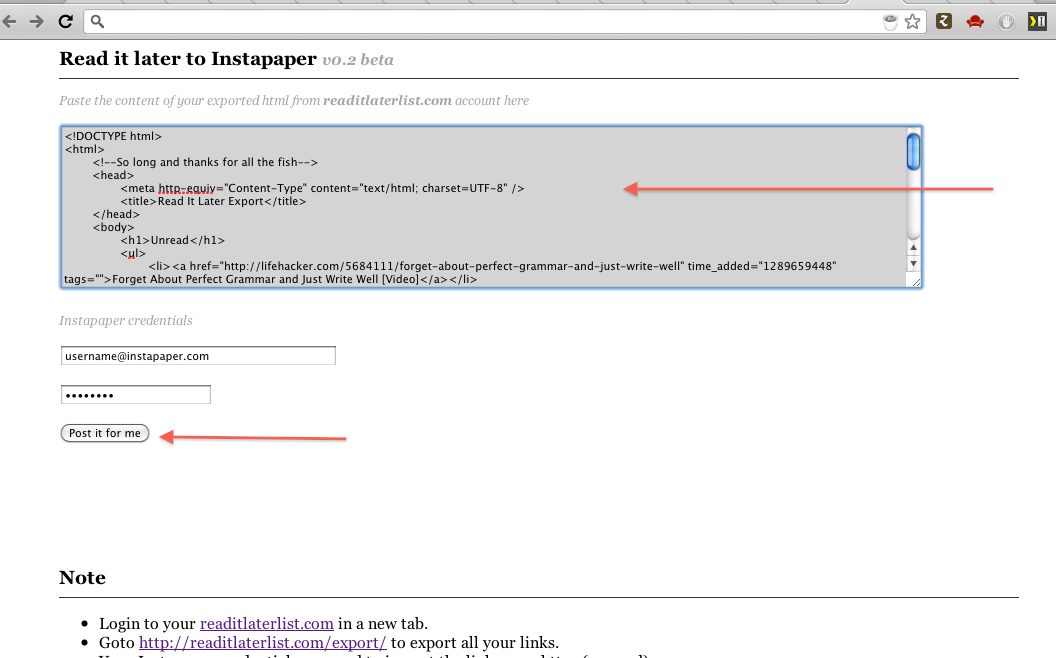 Read it later to Instapaper v0.2 beta
Paste the content of your exported html from readitlaterlist.com account here
<!DOCTYPE html>
<html>
<!--So long and thanks for all the fish-->
<head>
<meta http-equiv="Content-Type" content="text/html; charset=UTF-8" />
<title>Read It Later Export</title>
</head>
<body>
<h1>Unread</h1>
<ul>
<li><a href="http://lifehacker.com/5684111/forget-about-perfect-grammar-and-just-write-well" time_added="1289659448"
tags="">Forget About Perfect Grammar and Just Write Well [Video]</a></li>
Instapaper credentials
username@instapaper.com
••••••••
Post it for me
Note
• Login to your readitlaterlist.com in a new tab.
• Goto http://readitlaterlist.com/export/ to export all your links.